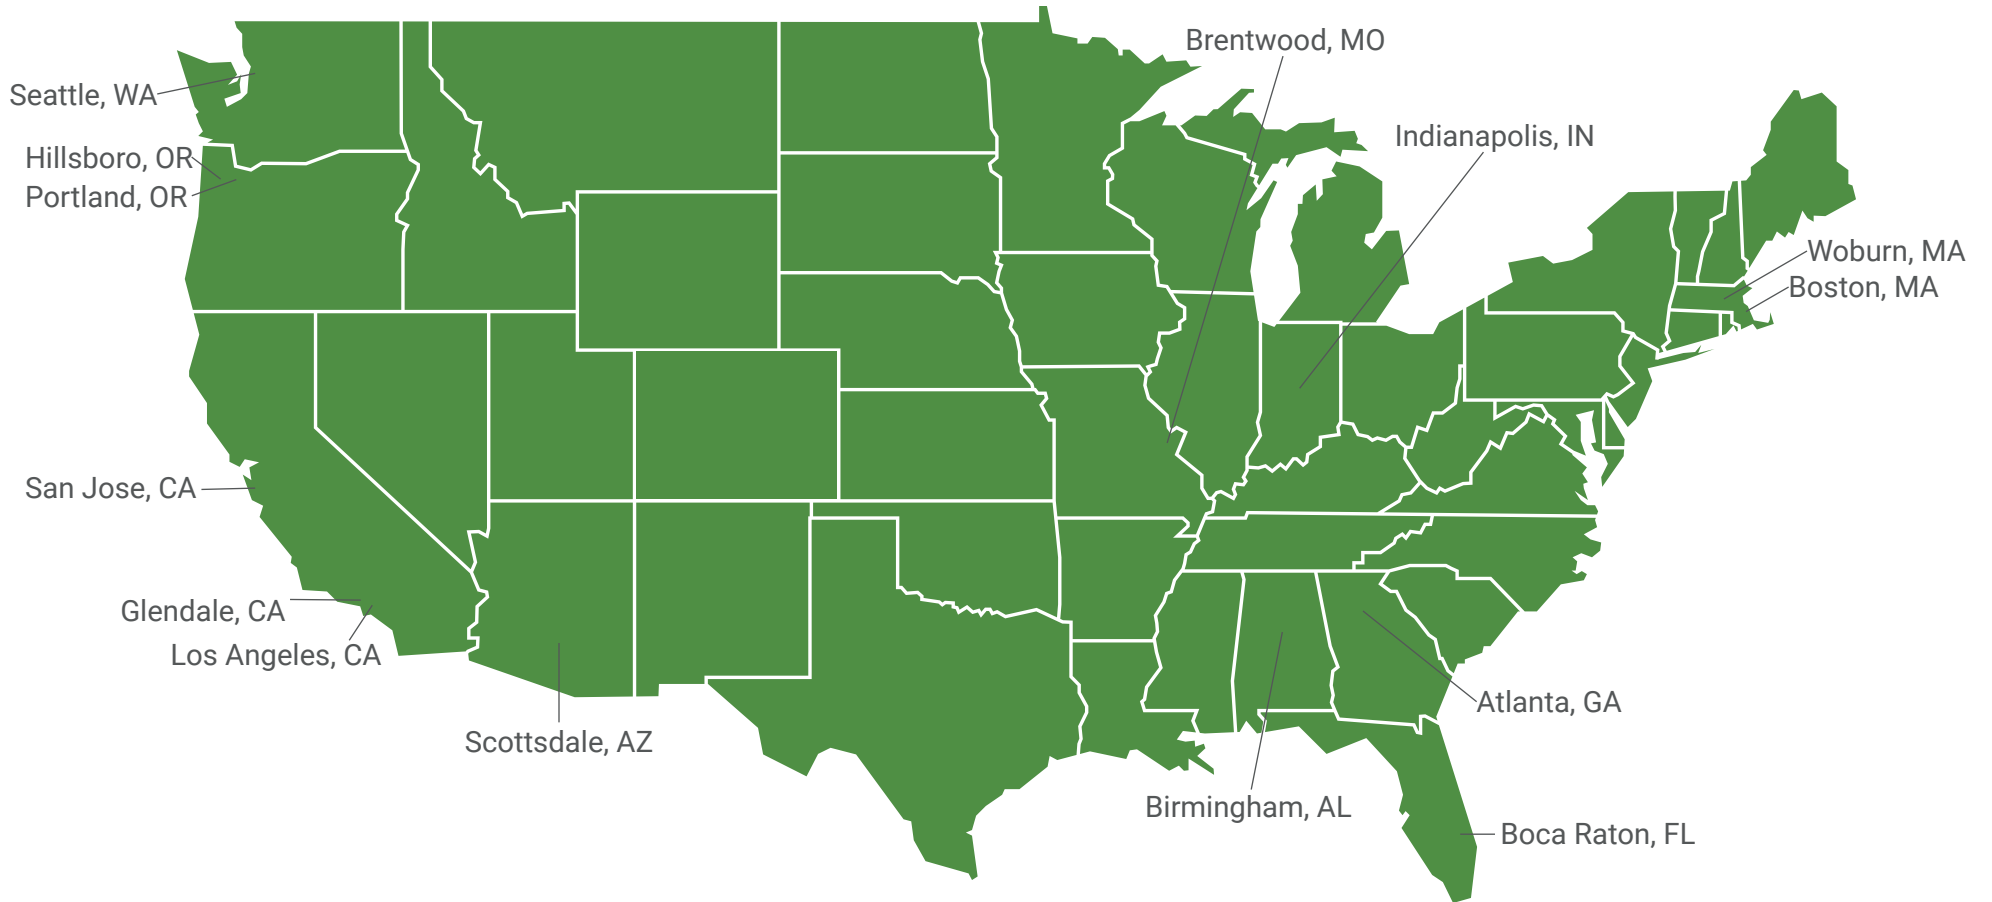 Brentwood, MO
Seattle, WA
Indianapolis, IN
Hillsboro, OR
Portland, OR
Woburn, MA
Boston, MA
San Jose, CA
Glendale, CA
Los Angeles, CA
Atlanta, GA
Scottsdale, AZ
Birmingham, AL
Boca Raton, FL